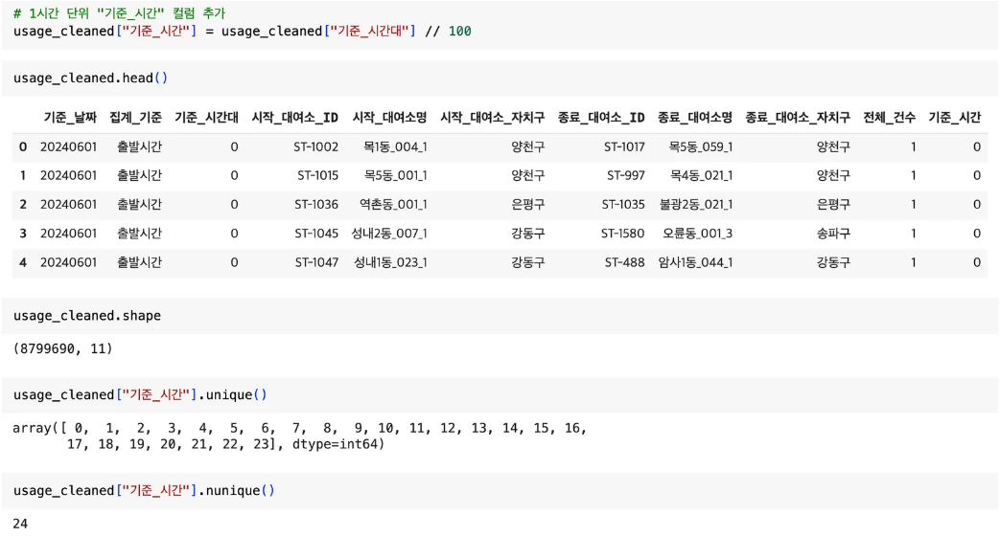 # 1시간 단위 "기준_시간" 컬럼 추가
usage_cleaned["기준_시간"] = usage_cleaned["기준_시간대"] // 100
usage_cleaned.head()
기준_날짜 집계_기준 기준_시간대 시작_대여소_ID 시작_대여소명 시작_대여소_자치구 종료_대여소_ID 종료_대여소명 종료_대여소_자치구 전체_건수 기준_시간
0 20240601 출발시간 0 ST-1002 목1동_004_1 양천구 ST-1017 목5동_059_1 양천구 1 0
1 20240601 출발시간 0 ST-1015 목5동_001_1 양천구 ST-997 목4동_021_1 양천구 1 0
2 20240601 출발시간 0 ST-1036 역촌동_001_1 은평구 ST-1035 불광2동_021_1 은평구 1 0
3 20240601 출발시간 0 ST-1045 성내2동_007_1 강동구 ST-1580 오륜동_001_3 송파구 1 0
4 20240601 출발시간 0 ST-1047 성내1동_023_1 강동구 ST-488 암사1동_044_1 강동구 1 0
usage_cleaned.shape
(8799690, 11)
usage_cleaned["기준_시간"].unique()
array([ 0, 1, 2, 3, 4, 5, 6, 7, 8, 9, 10, 11, 12, 13, 14, 15, 16,
17, 18, 19, 20, 21, 22, 23], dtype=int64)
usage_cleaned["기준_시간"].nunique()
24